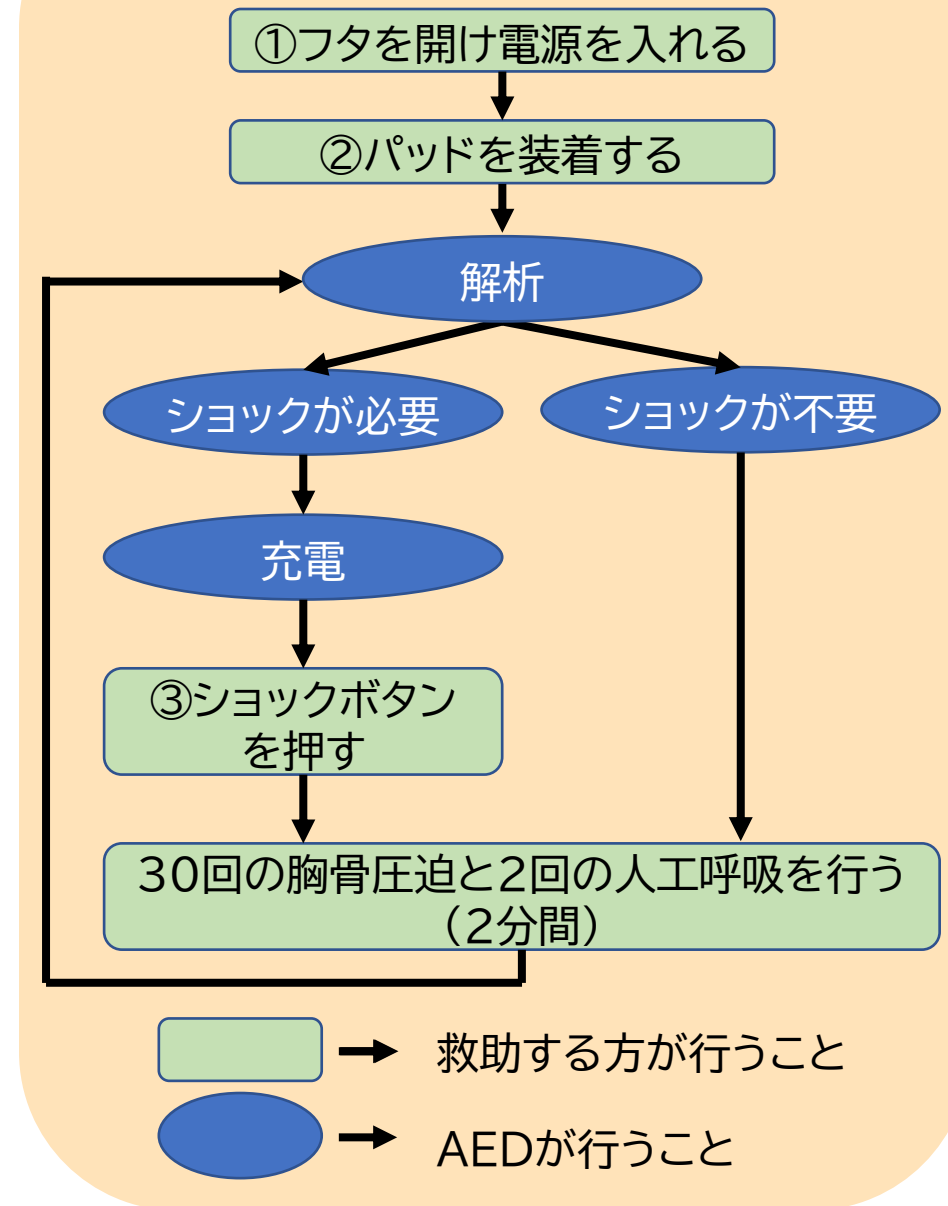 ①フタを開け電源を入れる
②パッドを装着する
解析
ショックが必要
ショックが不要
充電
③ショックボタン
を押す
30回の胸骨圧迫と2回の人工呼吸を行う
（2分間）
救助する方が行うこと
AEDが行うこと